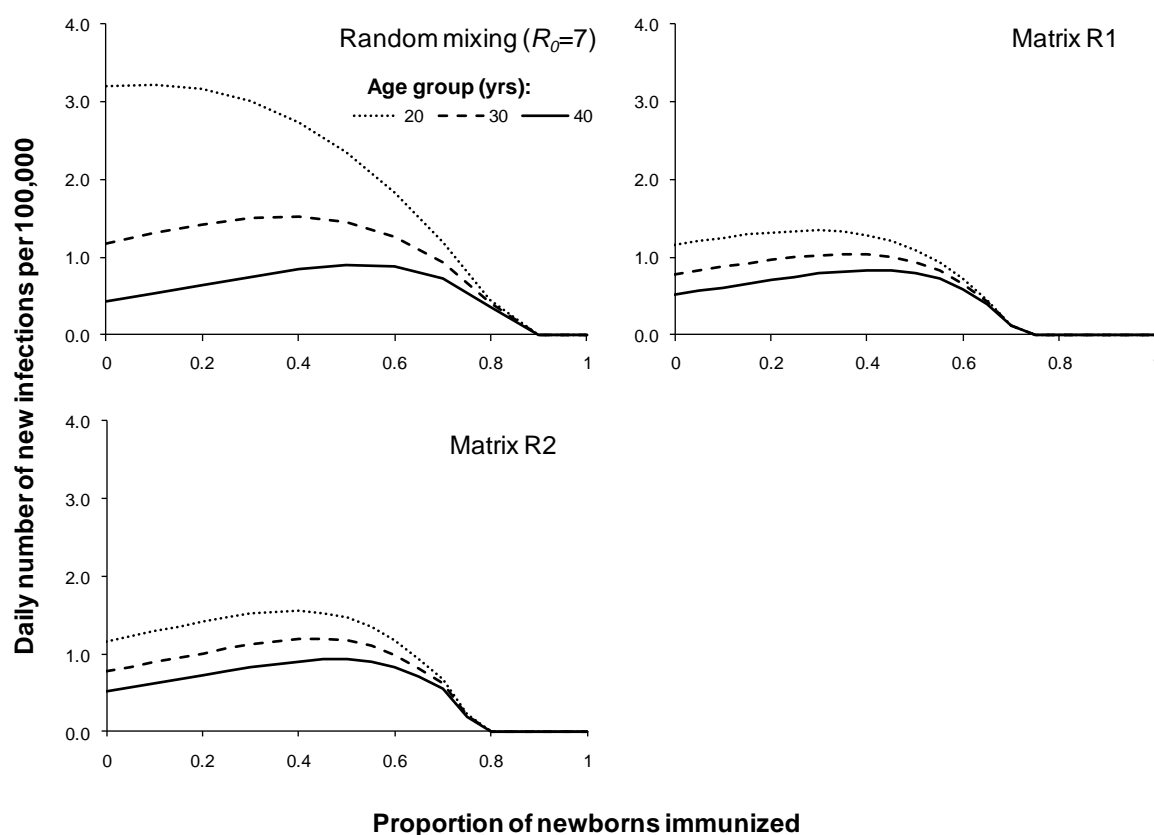 Random mixing (R0=7)
Age group (yrs):
20 30 40
4.0
3.0
2.0
1.0
0.0
0 0.2 0.4 0.6 0.8 1
Matrix R1
4.0
3.0
2.0
1.0
0.0
0 0.2 0.4 0.6 0.8
Matrix R2
4.0
3.0
2.0
1.0
0.0
0 0.2 0.4 0.6 0.8 1
Daily number of new infections per 100,000
Proportion of newborns immunized